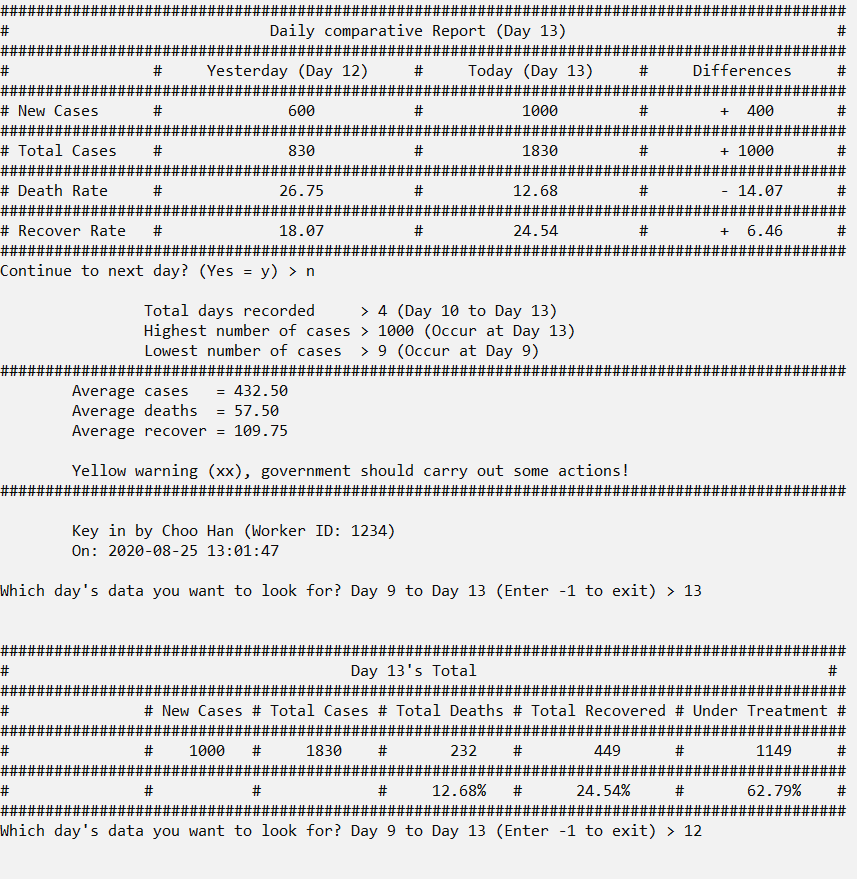 ##############################################################################################
#                             Daily comparative Report (Day 13)                              #
##############################################################################################
#                #     Yesterday (Day 12)     #     Today (Day 13)     #     Differences     #
##############################################################################################
# New Cases      #              600           #           1000         #        +  400       #
##############################################################################################
# Total Cases    #              830           #           1830         #        + 1000       #
##############################################################################################
# Death Rate     #             26.75          #          12.68         #        - 14.07      #
##############################################################################################
# Recover Rate   #             18.07          #          24.54         #        +  6.46      #
##############################################################################################
Continue to next day? (Yes = y) > n
Total days recorded     > 4 (Day 10 to Day 13)
Highest number of cases > 1000 (Occur at Day 13)
Lowest number of cases  > 9 (Occur at Day 9)
##############################################################################################
Average cases   = 432.50
Average deaths  = 57.50
Average recover = 109.75
Yellow warning (xx), government should carry out some actions!
##############################################################################################
Key in by Choo Han (Worker ID: 1234)
On: 2020-08-25 13:01:47
Which day's data you want to look for? Day 9 to Day 13 (Enter -1 to exit) > 13
##############################################################################################
#                                      Day 13's Total                                       #
##############################################################################################
#               # New Cases # Total Cases # Total Deaths # Total Recovered # Under Treatment #
##############################################################################################
#               #    1000   #     1830    #       232    #        449      #        1149     #
##############################################################################################
#               #           #             #     12.68%   #      24.54%     #       62.79%    #
##############################################################################################
Which day's data you want to look for? Day 9 to Day 13 (Enter -1 to exit) > 12